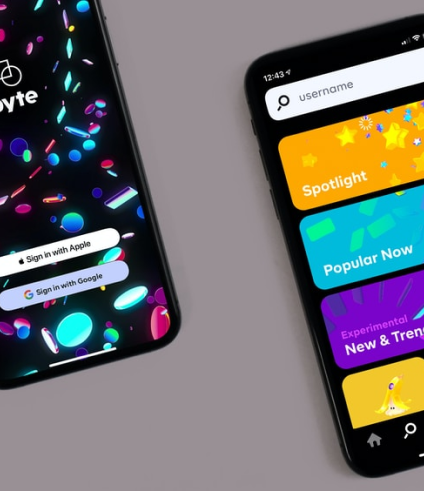 byte
Sign in with Apple
Sign in with Google
12:43
username
Spotlight
Popular Now
Experimental
New & Tren